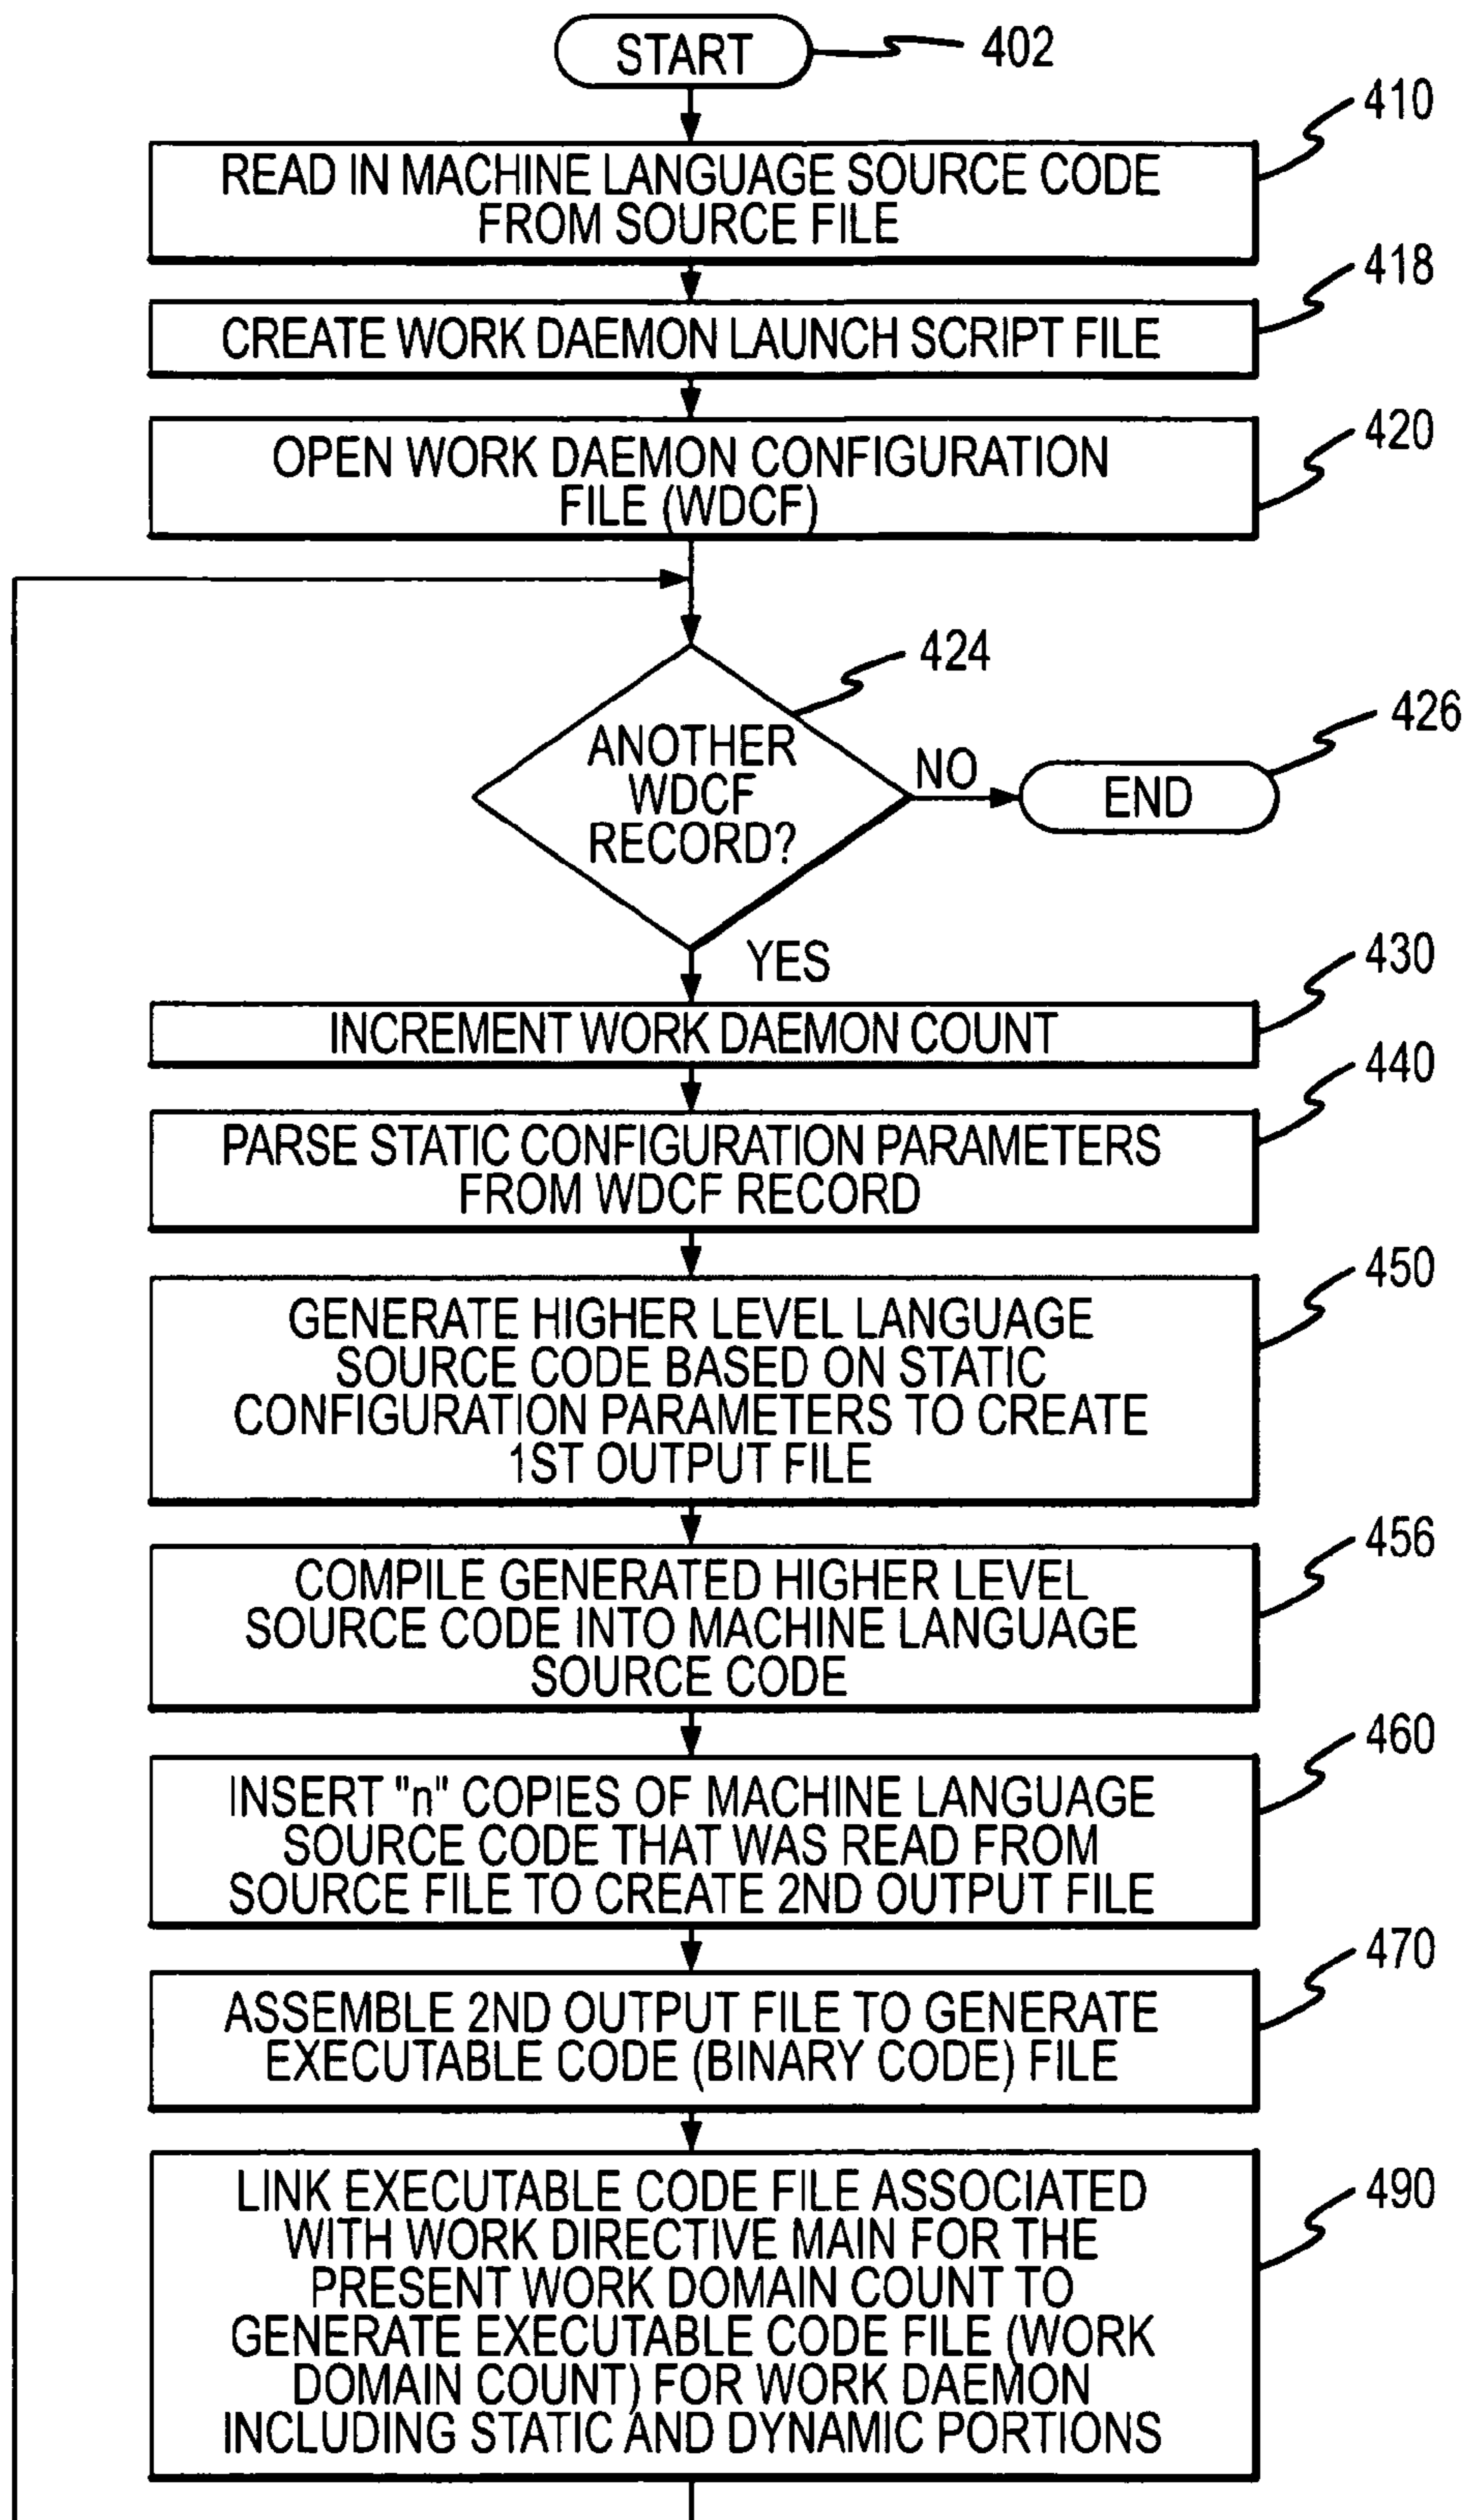 START
402
410
READ IN MACHINE LANGUAGE SOURCE CODE
FROM SOURCE FILE
418
CREATE WORK DAEMON LAUNCH SCRIPT FILE
420
OPEN WORK DAEMON CONFIGURATION
FILE (WDCF)
424
ANOTHER
WDCF
RECORD?
NO
426
END
YES
430
INCREMENT WORK DAEMON COUNT
440
PARSE STATIC CONFIGURATION PARAMETERS
FROM WDCF RECORD
450
GENERATE HIGHER LEVEL LANGUAGE
SOURCE CODE BASED ON STATIC
CONFIGURATION PARAMETERS TO CREATE
1ST OUTPUT FILE
456
COMPILE GENERATED HIGHER LEVEL
SOURCE CODE INTO MACHINE LANGUAGE
SOURCE CODE
460
INSERT "n" COPIES OF MACHINE LANGUAGE
SOURCE CODE THAT WAS READ FROM
SOURCE FILE TO CREATE 2ND OUTPUT FILE
470
ASSEMBLE 2ND OUTPUT FILE TO GENERATE
EXECUTABLE CODE (BINARY CODE) FILE
490
LINK EXECUTABLE CODE FILE ASSOCIATED
WITH WORK DIRECTIVE MAIN FOR THE
PRESENT WORK DOMAIN COUNT TO
GENERATE EXECUTABLE CODE FILE (WORK
DOMAIN COUNT) FOR WORK DAEMON
INCLUDING STATIC AND DYNAMIC PORTIONS